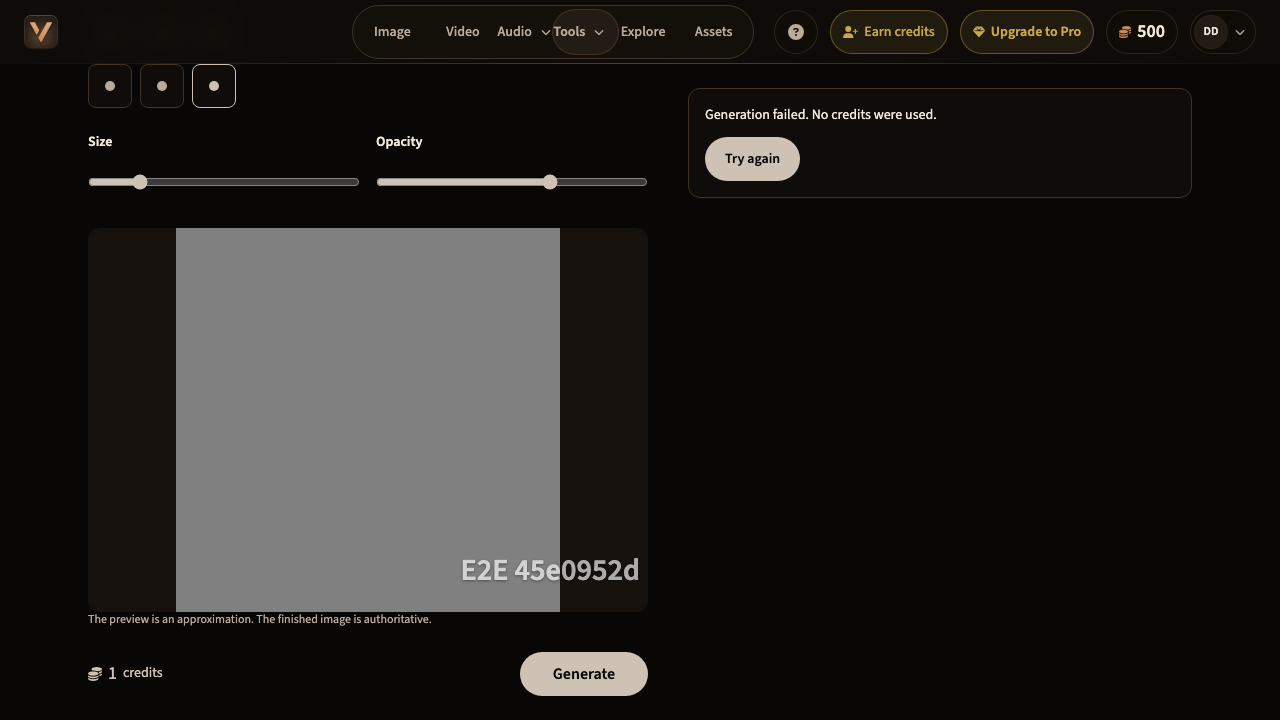 Image Video Audio Tools Explore Assets ? Earn credits Upgrade to Pro 500 DD
Size Opacity
Generation failed. No credits were used.
Try again
E2E 45e0952d
The preview is an approximation. The finished image is authoritative.
1 credits Generate